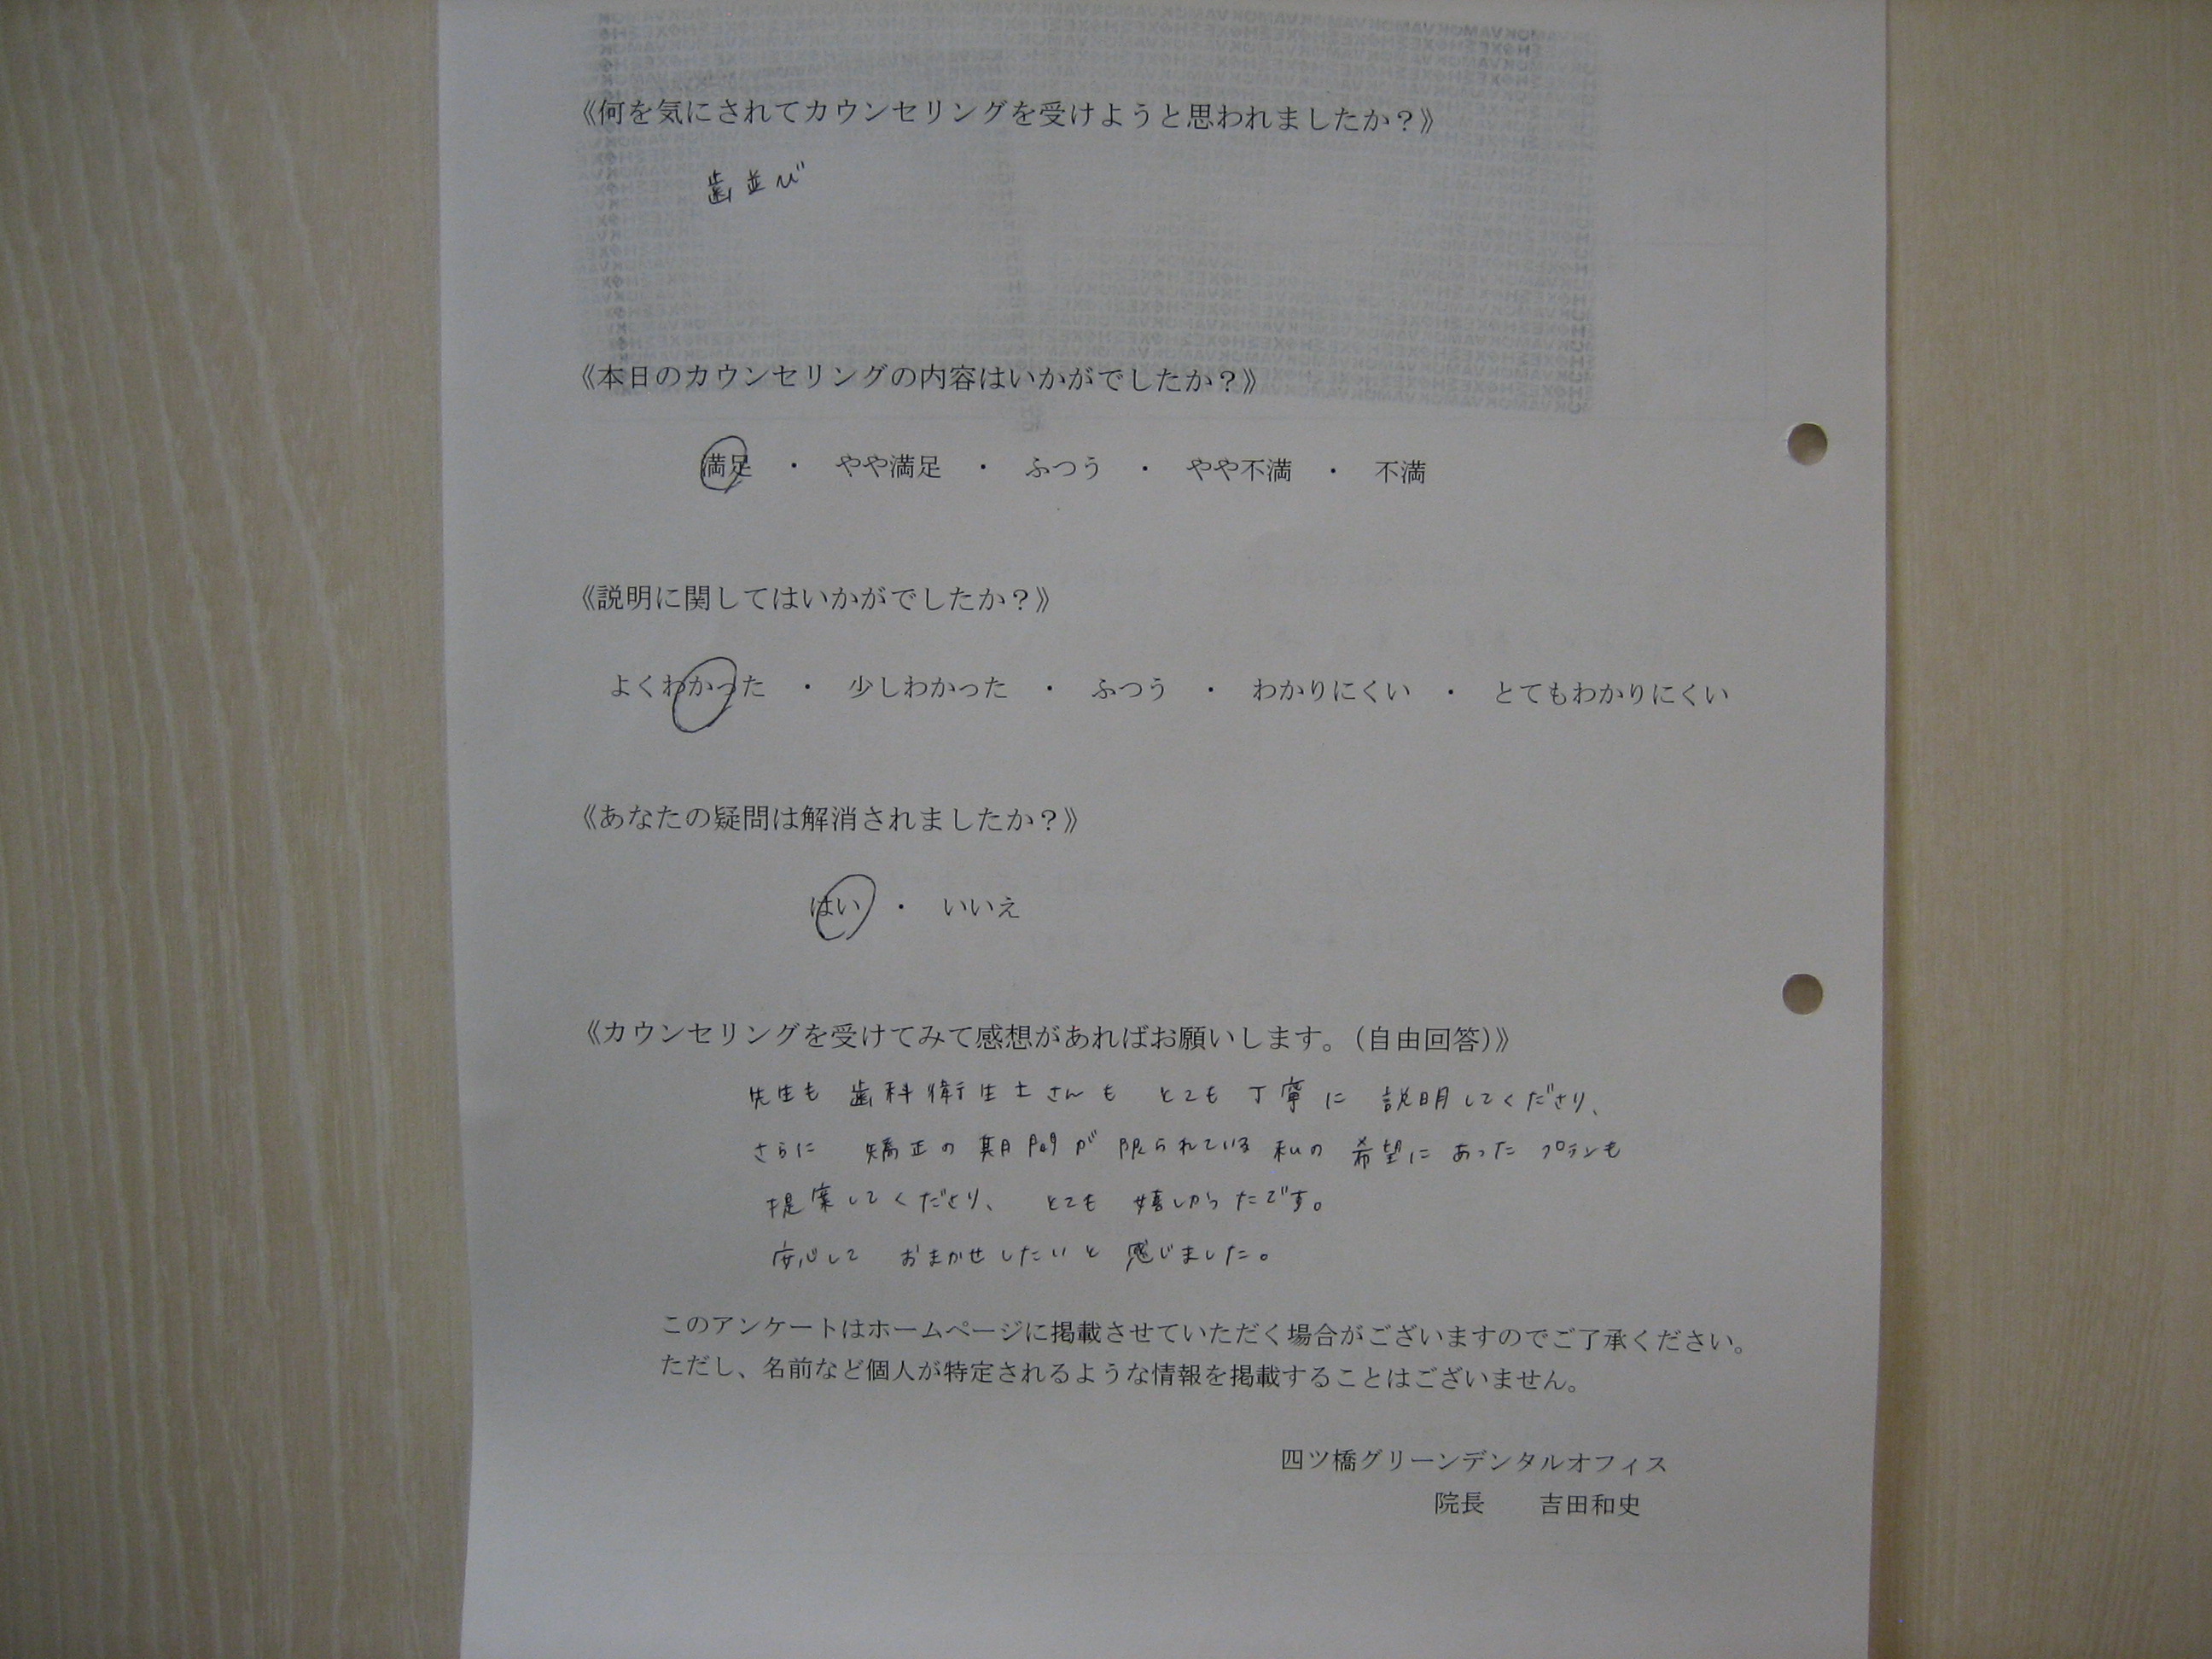 《何を気にされてカウンセリングを受けようと思われましたか？》
歯並び
《本日のカウンセリングの内容はいかがでしたか？》
満足 ・ やや満足 ・ ふつう ・ やや不満 ・ 不満
《説明に関してはいかがでしたか？》
よくわかった ・ 少しわかった ・ ふつう ・ わかりにくい ・ とてもわかりにくい
《あなたの疑問は解消されましたか？》
はい ・ いいえ
《カウンセリングを受けてみて感想があればお願いします。（自由回答）》
先生も 歯科衛生士さんも とても 丁寧に 説明してくださり、
さらに 矯正の期間が限られている私の希望にあったプランも
提案してくださり、 とても 嬉しかったです。
安心して おまかせしたいと 感じました。
このアンケートはホームページに掲載させていただく場合がございますのでご了承ください。
ただし、名前など個人が特定されるような情報を掲載することはございません。
四ツ橋グリーンデンタルオフィス
院長 吉田和史